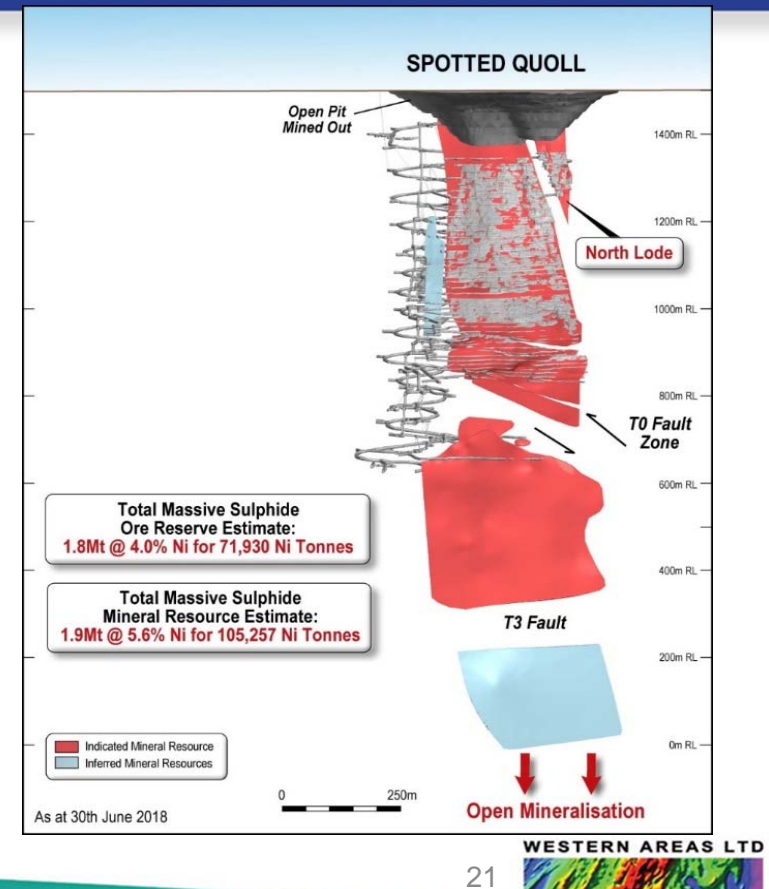 SPOTTED QUOLL
Open Pit
Mined Out
1400m RL
1200m RL
North Lode
1000m RL
800m RL
T0 Fault
Zone
600m RL
Total Massive Sulphide
Ore Reserve Estimate:
1.8Mt @ 4.0% Ni for 71,930 Ni Tonnes
400m RL
Total Massive Sulphide
Mineral Resource Estimate:
1.9Mt @ 5.6% Ni for 105,257 Ni Tonnes
T3 Fault
200m RL
Indicated Mineral Resource
Inferred Mineral Resources
0m RL
0 250m
Open Mineralisation
As at 30th June 2018
WESTERN AREAS LTD
21